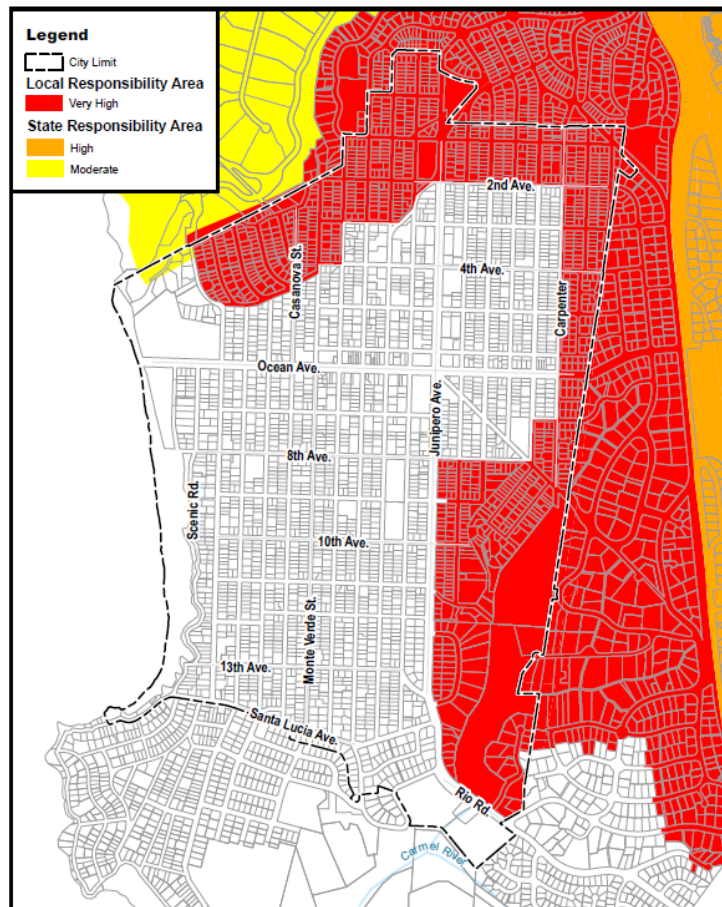 Legend
City Limit
Local Responsibility Area
Very High
State Responsibility Area
High
Moderate
2nd Ave.
Casanova St.
4th Ave.
Carpenter
Ocean Ave.
Junipero Ave.
8th Ave.
Scenic Rd.
10th Ave.
Monte Verde St.
13th Ave.
Santa Lucia Ave.
Rio Rd.
Carmel River